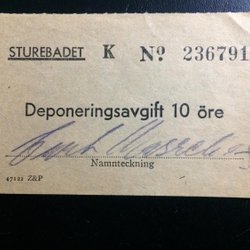 STUREBADET K Nº 236791
Deponeringsavgift 10 öre
Namnteckning
47122 Z&P